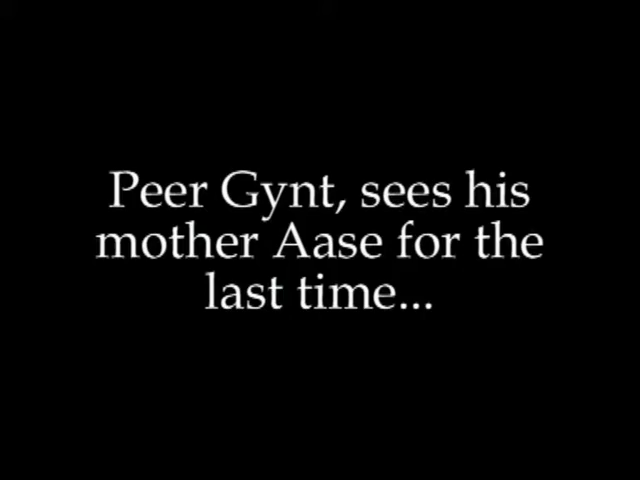 Peer Gynt, sees his
mother Aase for the
last time...